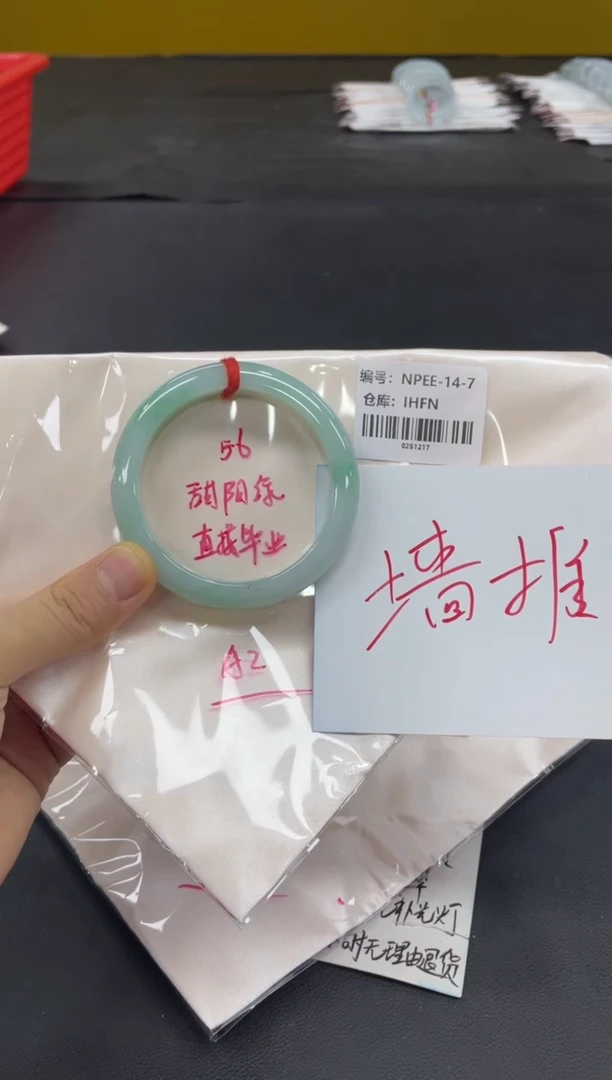 编号: NPEE-14-7
仓库: IHFN
0251217
56
甜阳绿
直接毕业
墙推
A2
补光灯
时无理由退货